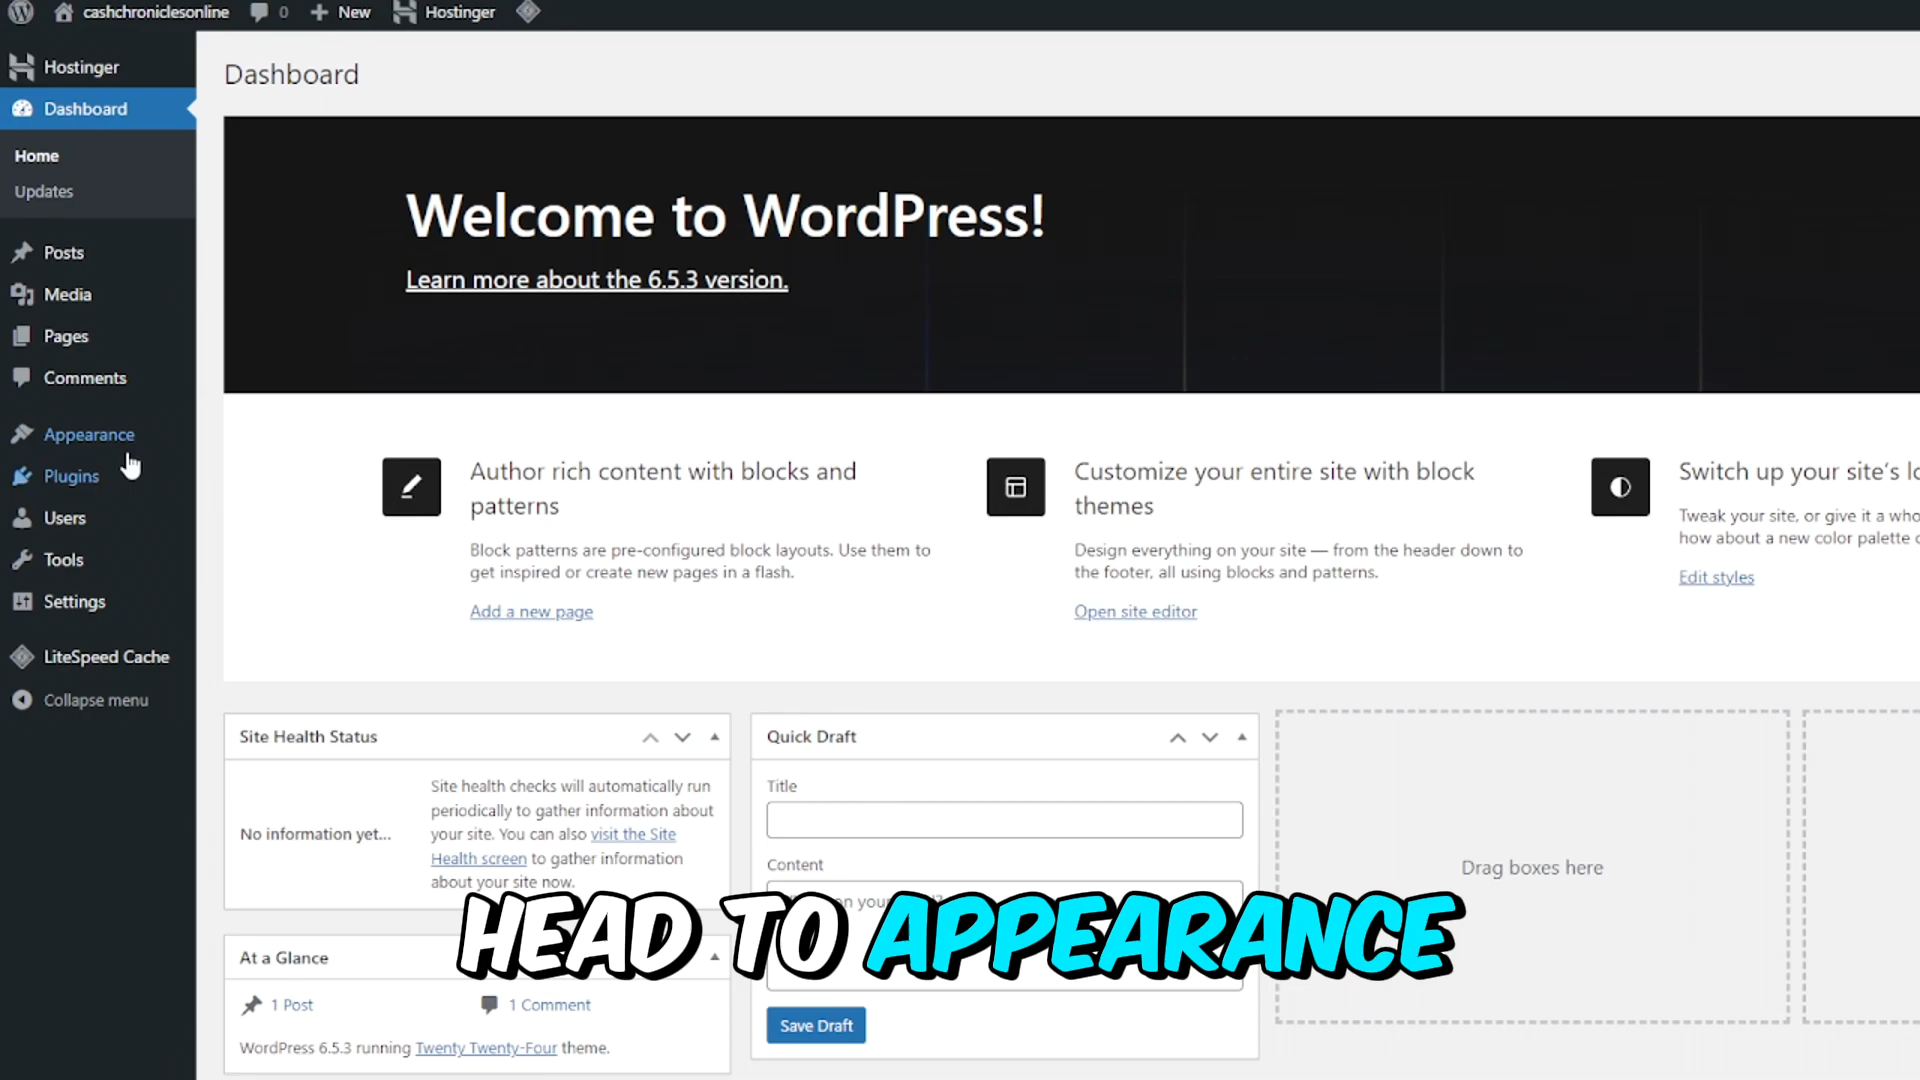 cashchroniclesonline
0
New
Hostinger
Hostinger
Dashboard
Home
Updates
Posts
Media
Pages
Comments
Appearance
Plugins
Users
Tools
Settings
LiteSpeed Cache
Collapse menu
Dashboard
Welcome to WordPress!
Learn more about the 6.5.3 version.
Author rich content with blocks and
patterns
Block patterns are pre-configured block layouts. Use them to
get inspired or create new pages in a flash.
Add a new page
Customize your entire site with block
themes
Design everything on your site — from the header down to
the footer, all using blocks and patterns.
Open site editor
Switch up your site's lo
Tweak your site, or give it a who
how about a new color palette
Edit styles
Site Health Status
No information yet...
Site health checks will automatically run
periodically to gather information about
your site. You can also visit the Site
Health screen to gather information
about your site now.
At a Glance
1 Post
1 Comment
WordPress 6.5.3 running Twenty Twenty-Four theme.
Quick Draft
Title
Content
on your
Save Draft
Drag boxes here
HEAD TO APPEARANCE